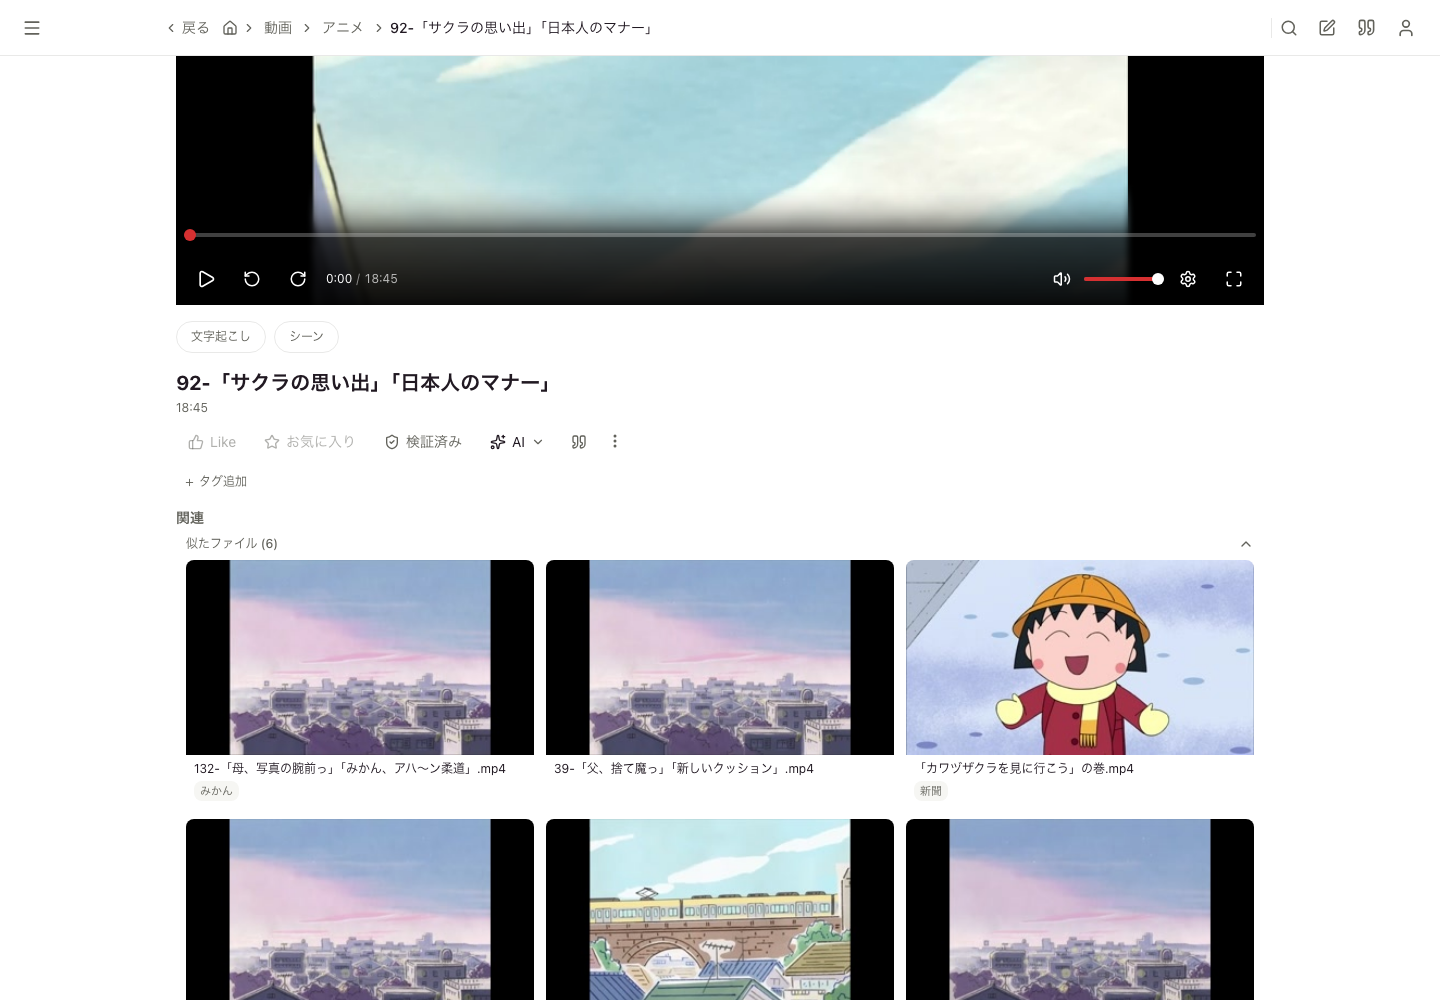 戻る 動画 アニメ 92-「サクラの思い出」「日本人のマナー」
0:00 / 18:45
文字起こし シーン
92-「サクラの思い出」「日本人のマナー」
18:45
Like お気に入り 検証済み AI
+ タグ追加
関連
似たファイル (6)
132-「母、写真の腕前っ」「みかん、アハ〜ン柔道」.mp4
みかん
39-「父、捨て魔っ」「新しいクッション」.mp4
「カワヅザクラを見に行こう」の巻.mp4
新聞